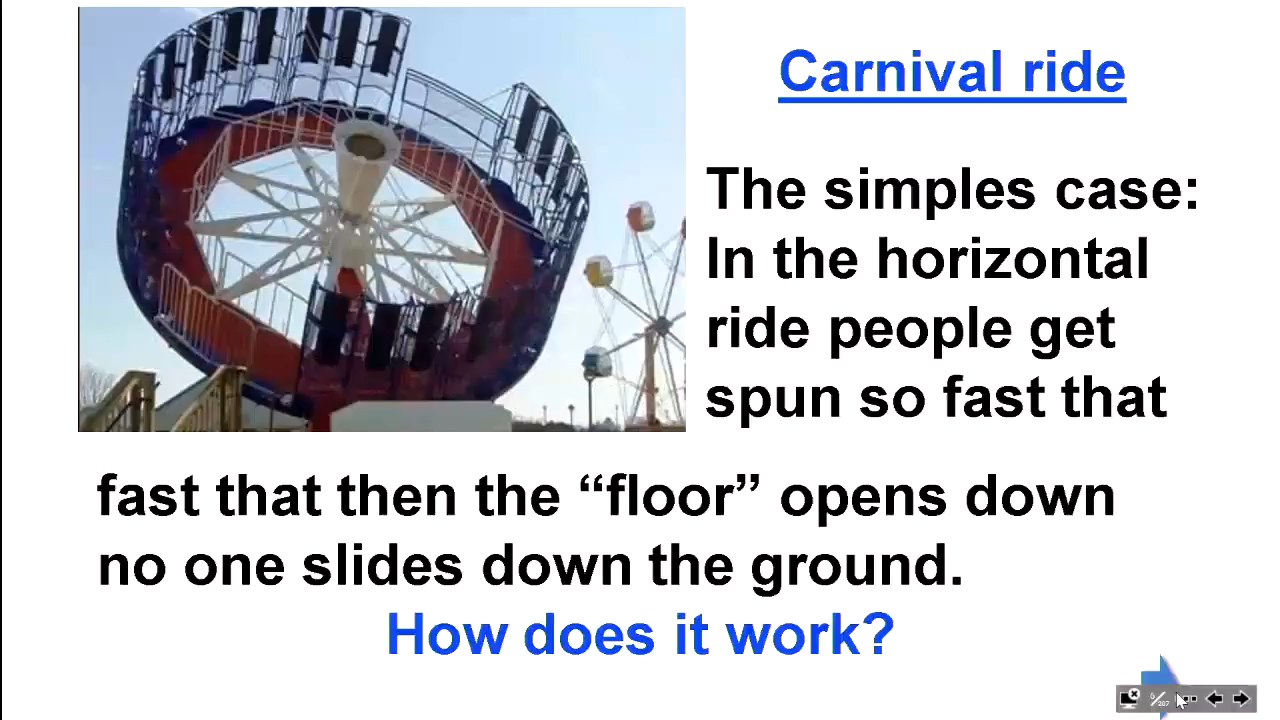 Carnival ride
The simples case:
In the horizontal
ride people get
spun so fast that
fast that then the “floor” opens down
no one slides down the ground.
How does it work?